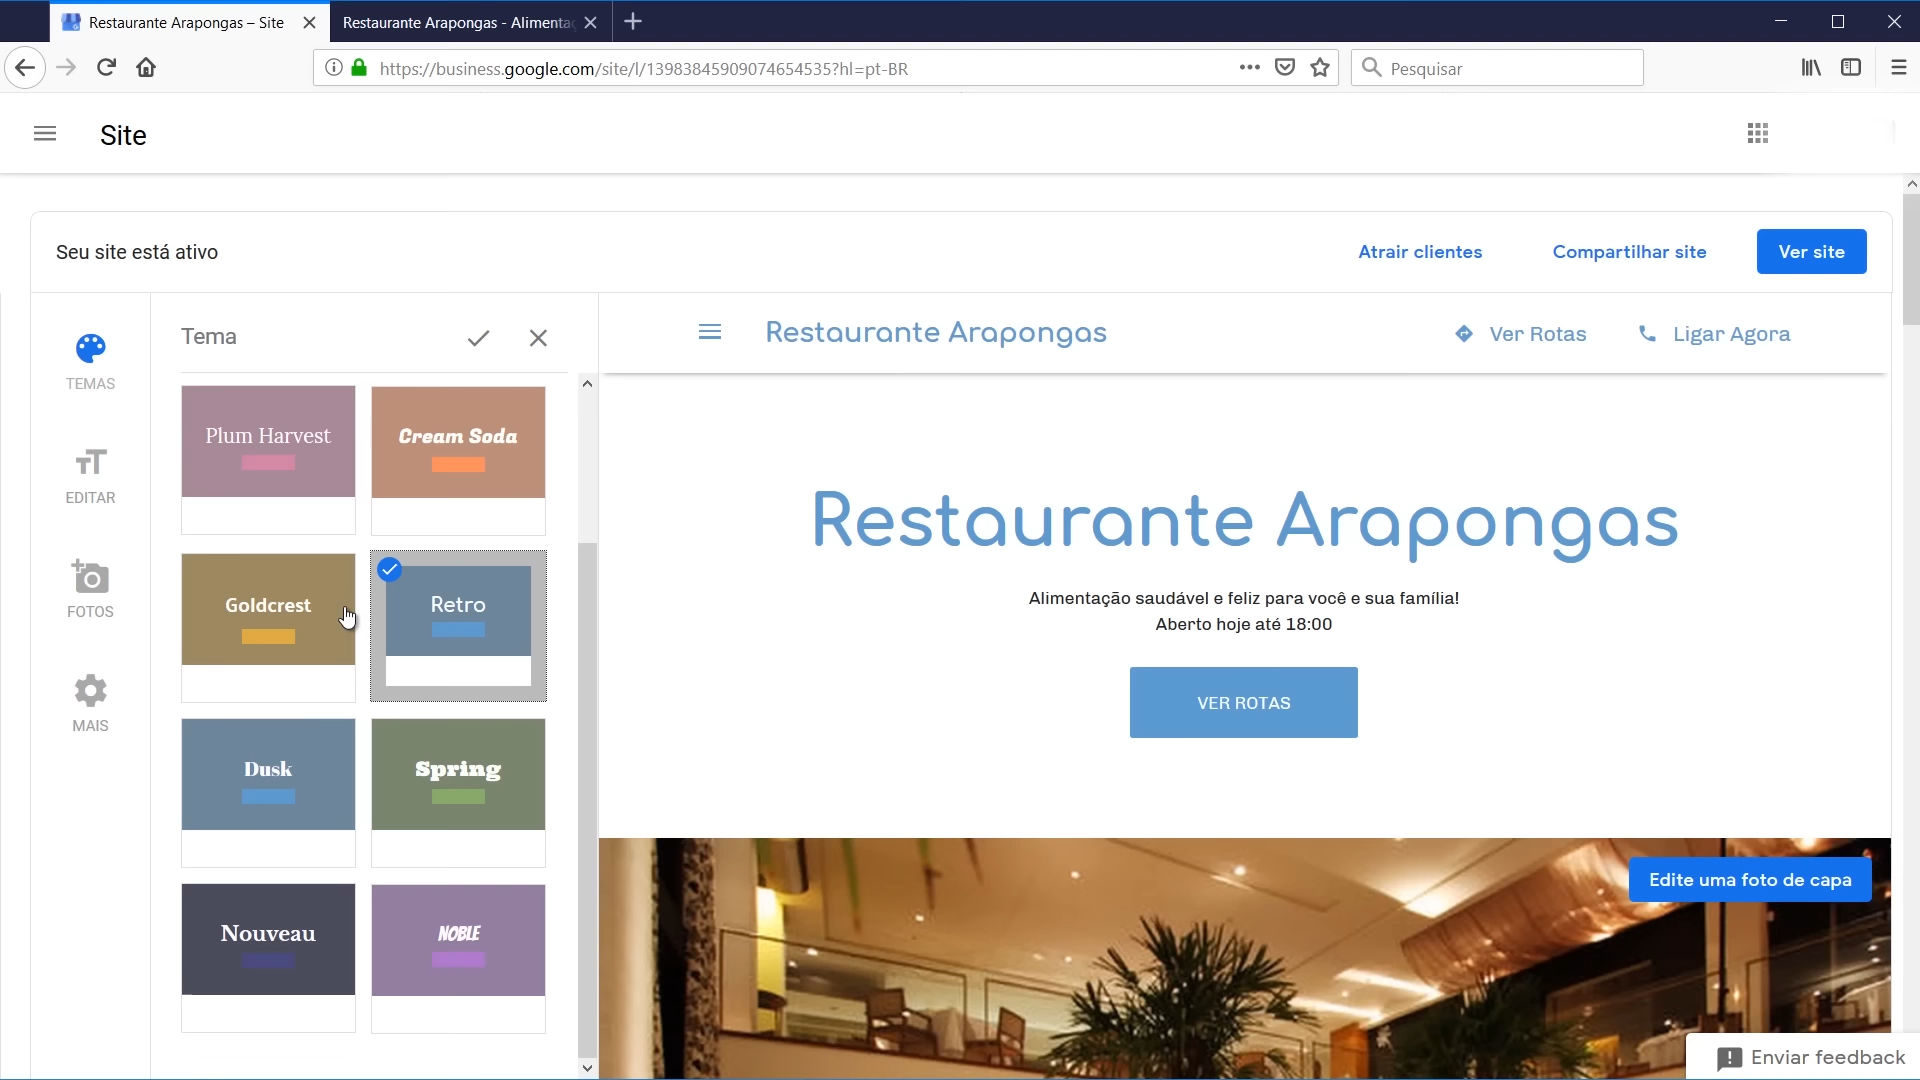 Restaurante Arapongas – Site
Restaurante Arapongas - Alimenta
https://business.google.com/site/l/13983845909074654535?hl=pt-BR
Pesquisar
Site
Seu site está ativo
Atrair clientes
Compartilhar site
Ver site
TEMAS
EDITAR
FOTOS
MAIS
Tema
Plum Harvest
Cream Soda
Goldcrest
Retro
Dusk
Spring
Nouveau
NOBLE
Restaurante Arapongas
Ver Rotas
Ligar Agora
Restaurante Arapongas
Alimentação saudável e feliz para você e sua família!
Aberto hoje até 18:00
VER ROTAS
Edite uma foto de capa
Enviar feedback